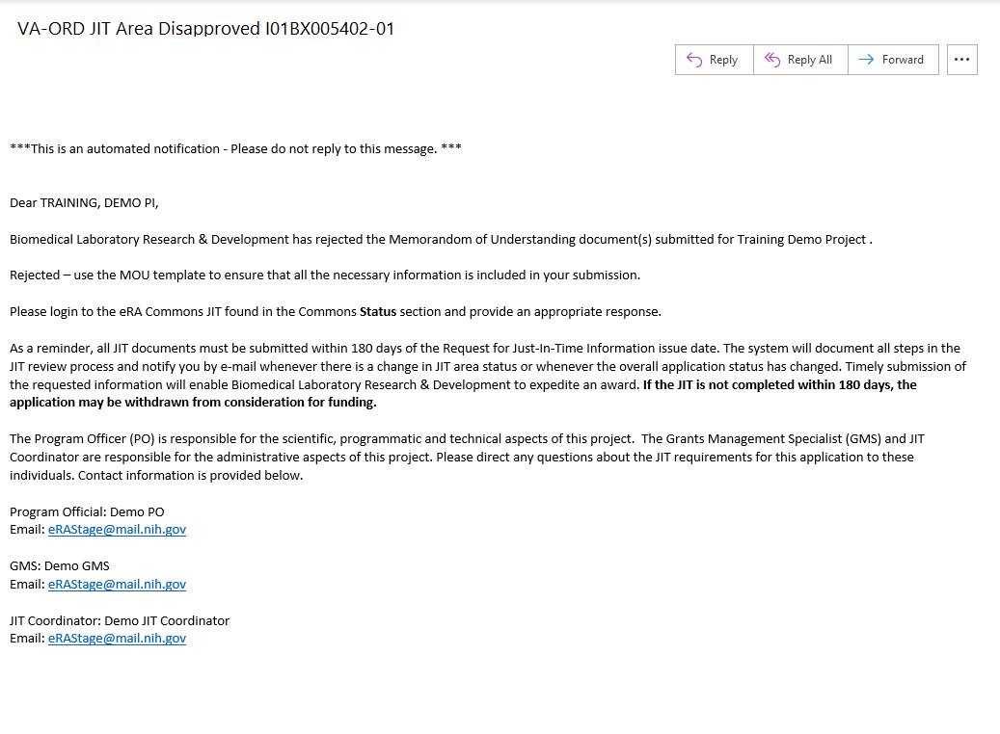 VA-ORD JIT Area Disapproved I01BX005402-01
Reply
Reply All
Forward
***This is an automated notification - Please do not reply to this message. ***
Dear TRAINING, DEMO PI,
Biomedical Laboratory Research & Development has rejected the Memorandom of Understanding document(s) submitted for Training Demo Project .
Rejected – use the MOU template to ensure that all the necessary information is included in your submission.
Please login to the eRA Commons JIT found in the Commons Status section and provide an appropriate response.
As a reminder, all JIT documents must be submitted within 180 days of the Request for Just-In-Time Information issue date. The system will document all steps in the
JIT review process and notify you by e-mail whenever there is a change in JIT area status or whenever the overall application status has changed. Timely submission of
the requested information will enable Biomedical Laboratory Research & Development to expedite an award. If the JIT is not completed within 180 days, the
application may be withdrawn from consideration for funding.
The Program Officer (PO) is responsible for the scientific, programmatic and technical aspects of this project.  The Grants Management Specialist (GMS) and JIT
Coordinator are responsible for the administrative aspects of this project. Please direct any questions about the JIT requirements for this application to these
individuals. Contact information is provided below.
Program Official: Demo PO
Email: eRAStage@mail.nih.gov
GMS: Demo GMS
Email: eRAStage@mail.nih.gov
JIT Coordinator: Demo JIT Coordinator
Email: eRAStage@mail.nih.gov